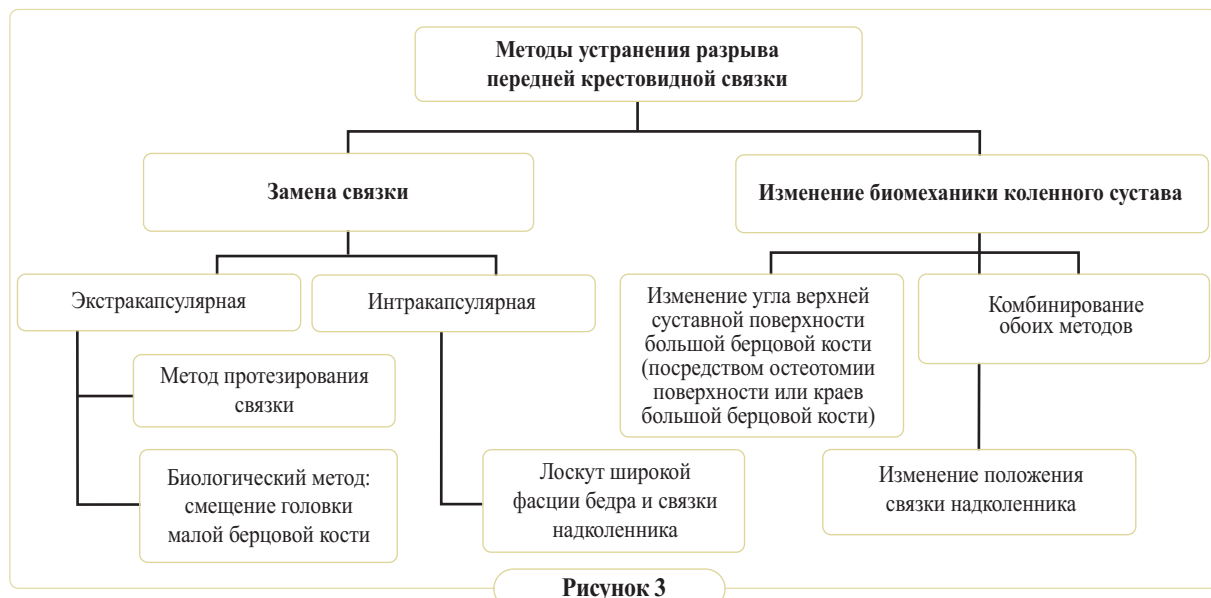 Методы устранения разрыва
передней крестовидной связки
Замена связки
Изменение биомеханики коленного сустава
Экстракапсулярная
Интракапсулярная
Изменение угла верхней
суставной поверхности
большой берцовой кости
(посредством остеотомии
поверхности или краев
большой берцовой кости)
Комбинирование
обоих методов
Метод протезирования
связки
Биологический метод:
смещение головки
малой берцовой кости
Лоскут широкой
фасции бедра и связки
надколенника
Изменение положения
связки надколенника
Рисунок 3